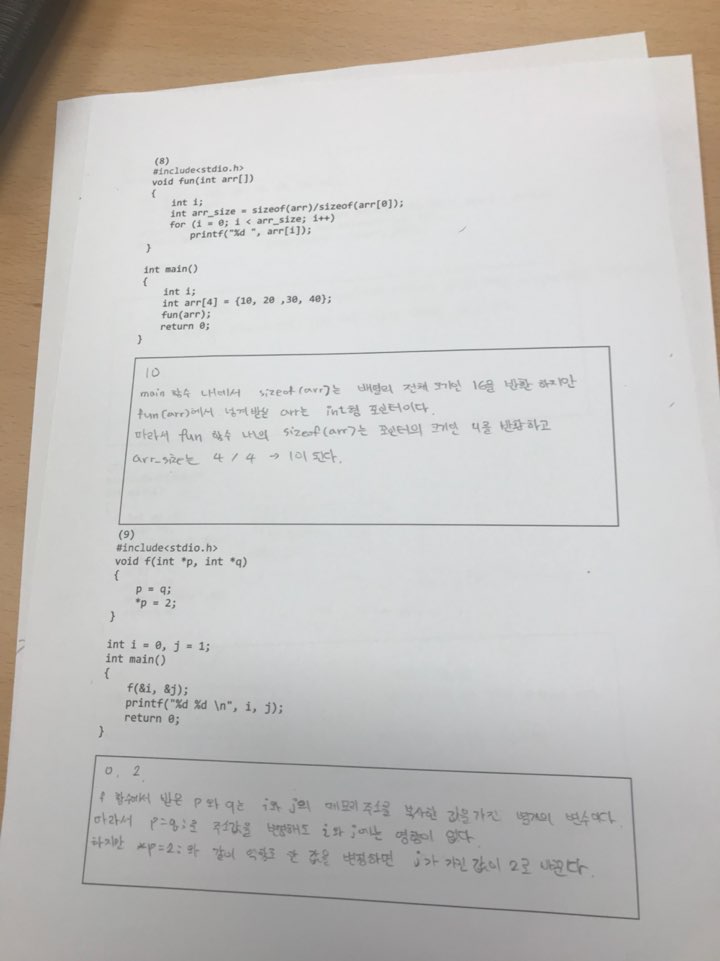 (8)
#include<stdio.h>
void fun(int arr[])
{
int i;
int arr_size = sizeof(arr)/sizeof(arr[0]);
for (i = 0; i < arr_size; i++)
printf("%d ", arr[i]);
}
int main()
{
int i;
int arr[4] = {10, 20 ,30, 40};
fun(arr);
return 0;
}
10
main 함수 내에서 sizeof(arr)는 배열의 전체 크기인 16을 반환 하지만
fun(arr)에서 넘겨받은 arr는 int형 포인터이다.
따라서 fun 함수 내의 sizeof(arr)는 포인터의 크기인 4를 반환하고
arr_size는 4 / 4 → 1이 된다.
(9)
#include<stdio.h>
void f(int *p, int *q)
{
p = q;
*p = 2;
}
int i = 0, j = 1;
int main()
{
f(&i, &j);
printf("%d %d \n", i, j);
return 0;
}
0, 2
f 함수에서 받은 p와 q는 i와 j의 메모리 주소를 복사한 값을 가진 별개의 변수이다.
따라서 p=q;로 주소값을 변경해도 i와 j에는 영향이 없다.
하지만 *p=2;와 같이 한 값을 변경하면 j가 가진 값이 2로 바뀐다.